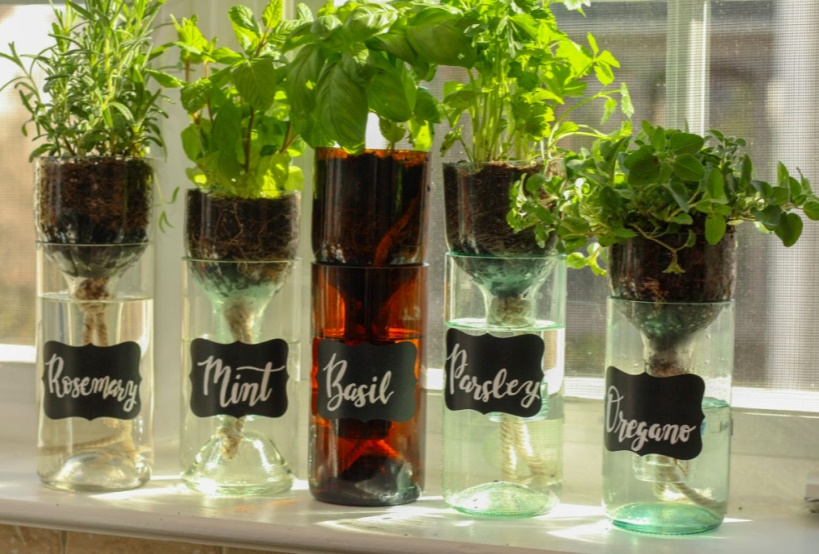 Rosemary
Mint
Basil
Parsley
Oregano